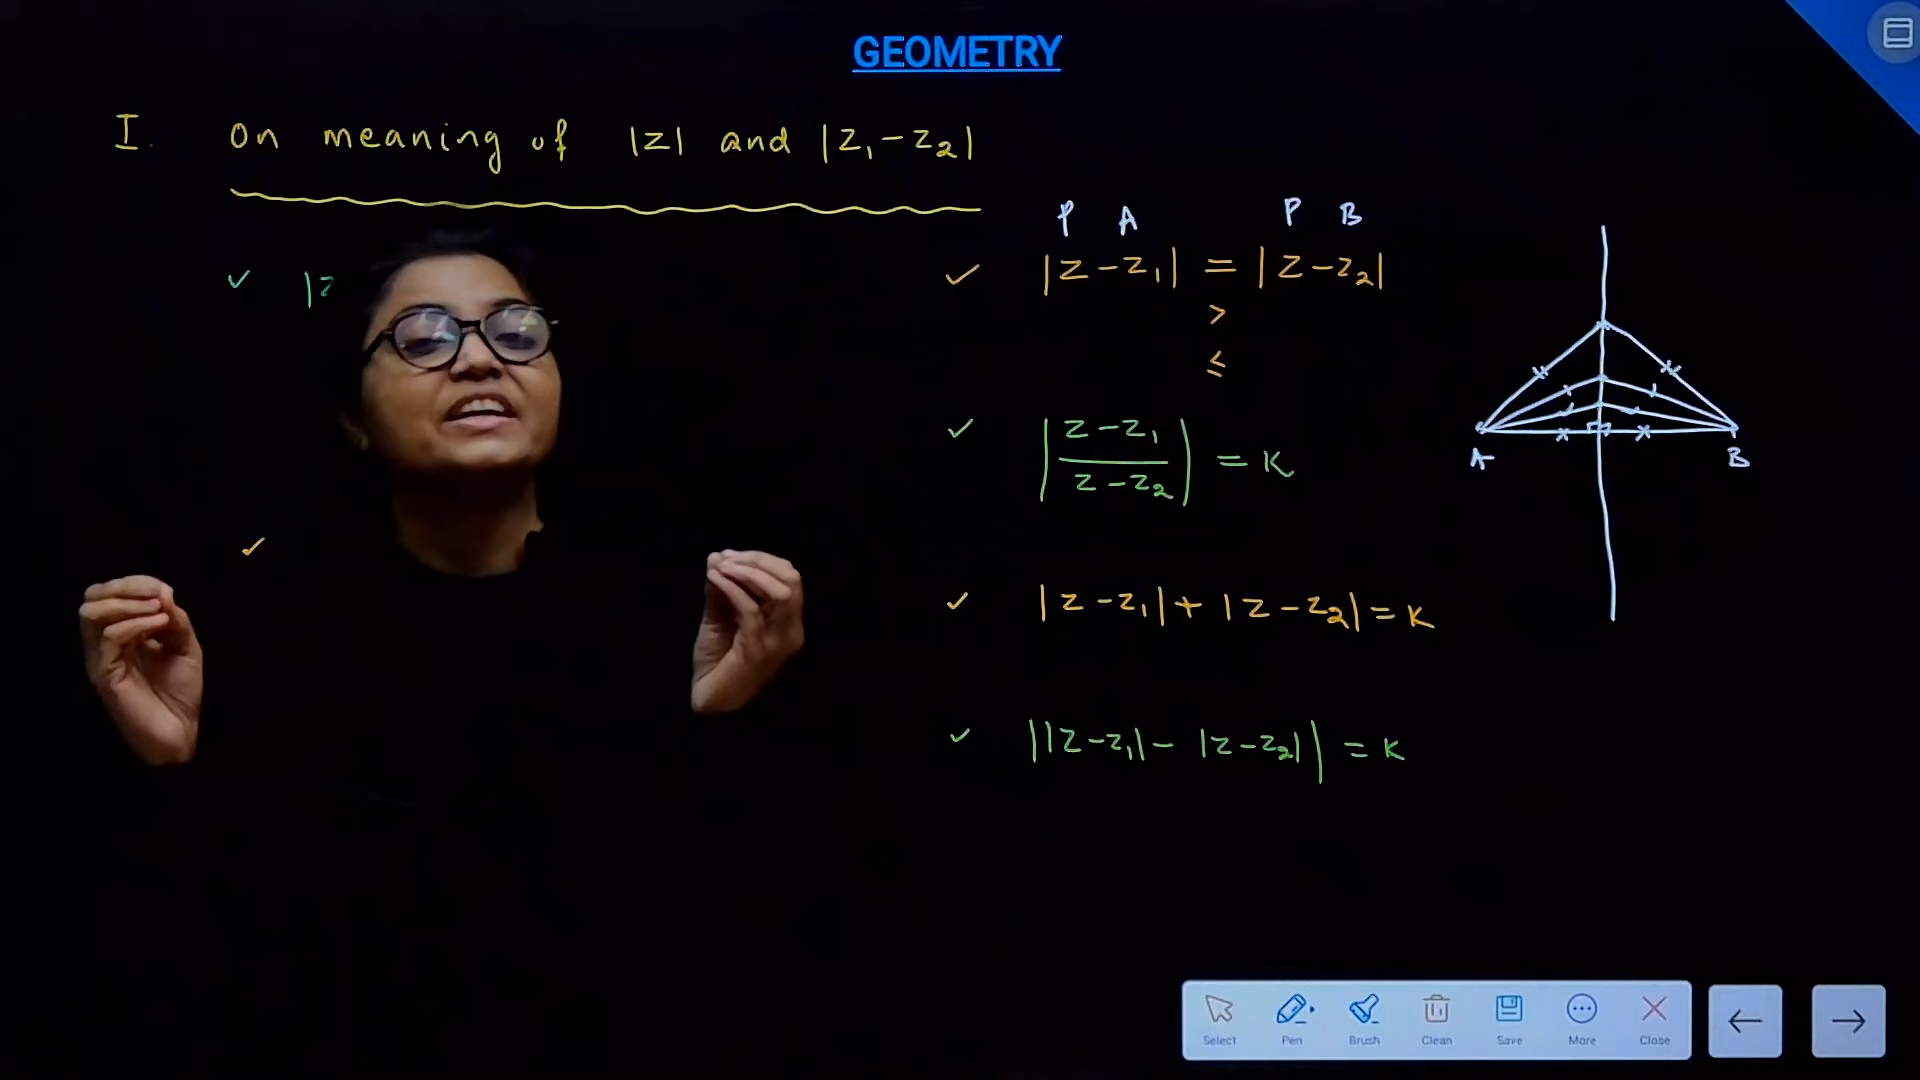 GEOMETRY
I. On meaning of |z| and |z₁-z₂|
P A P B
✓ |z
✓ |z-z₁| = |z-z₂|
>
≤
✓ |(z-z₁)/(z-z₂)| = K
✓
✓ |z-z₁| + |z-z₂| = K
✓ ||z-z₁| - |z-z₂|| = K
A B
Select Pen Brush Clean Save More Close